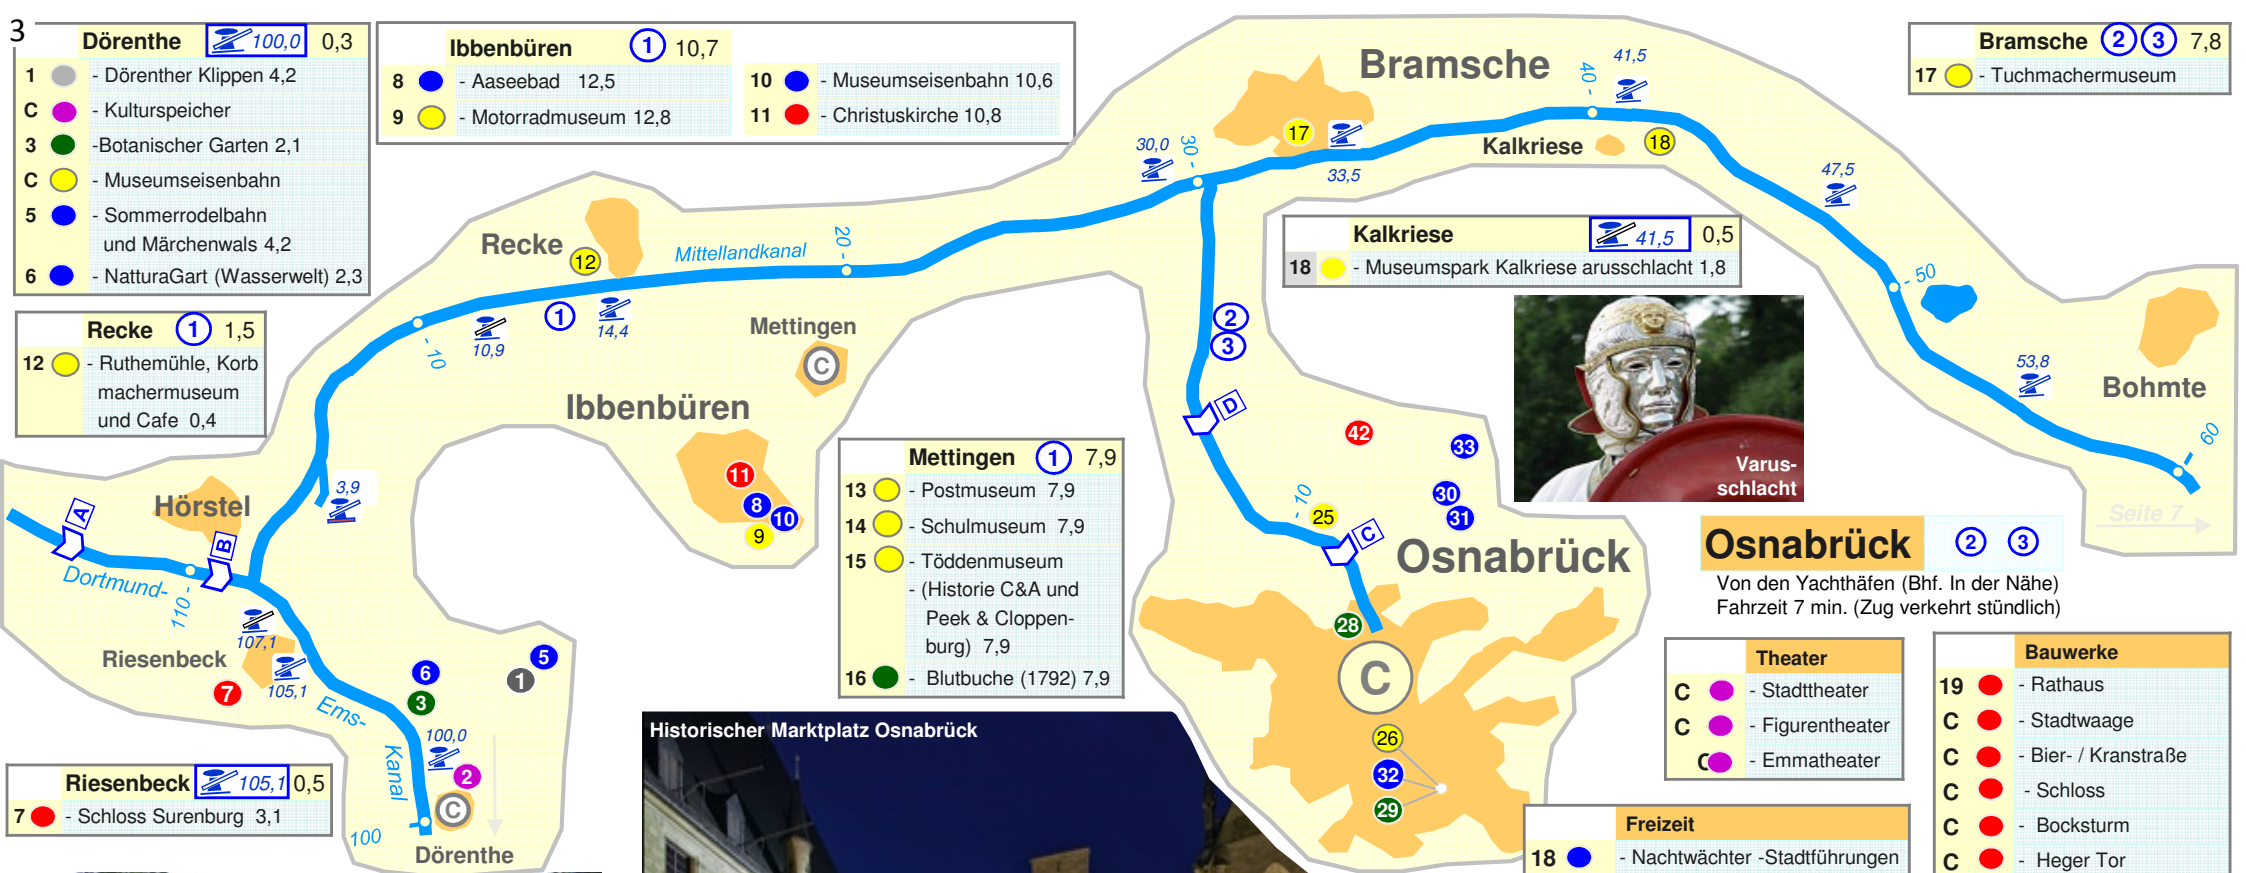 3
Dörenthe 100,0 0,3
1 - Dörenther Klippen 4,2
C - Kulturspeicher
3 -Botanischer Garten 2,1
C - Museumseisenbahn
5 - Sommerrodelbahn
und Märchenwals 4,2
6 - NatturaGart (Wasserwelt) 2,3
Ibbenbüren 1 10,7
8 - Aaseebad 12,5
9 - Motorradmuseum 12,8
10 - Museumseisenbahn 10,6
11 - Christuskirche 10,8
Bramsche 2 3 7,8
17 - Tuchmachermuseum
Recke 1 1,5
12 - Ruthemühle, Korb
machermuseum
und Cafe 0,4
Kalkriese 41,5 0,5
18 - Museumspark Kalkriese arusschlacht 1,8
Mettingen 1 7,9
13 - Postmuseum 7,9
14 - Schulmuseum 7,9
15 - Töddenmuseum
- (Historie C&A und
Peek & Cloppen-
burg) 7,9
16 - Blutbuche (1792) 7,9
Riesenbeck 105,1 0,5
7 - Schloss Surenburg 3,1
Bramsche
17
30,0
30 -
33,5
40 -
41,5
Kalkriese
18
47,5
- 50
53,8
Bohmte
60
Seite 7
Recke
12
Mittellandkanal
20 -
1
14,4
10,9
- 10
Mettingen
C
Ibbenbüren
11
8
10
9
3,9
Hörstel
A
B
Dortmund-
110 -
107,1
Riesenbeck
105,1
7
Ems-
Kanal
6
3
5
1
100,0
2
C
100
Dörenthe
2
3
D
42
33
30
31
- 10
25
C
Osnabrück
28
C
26
32
29
Varus-
schlacht
Historischer Marktplatz Osnabrück
Osnabrück 2 3
Von den Yachthäfen (Bhf. In der Nähe)
Fahrzeit 7 min. (Zug verkehrt stündlich)
Theater
C - Stadttheater
C - Figurentheater
C - Emmatheater
Freizeit
18 - Nachtwächter -Stadtführungen
Bauwerke
19 - Rathaus
C - Stadtwaage
C - Bier- / Kranstraße
C - Schloss
C - Bocksturm
C - Heger Tor